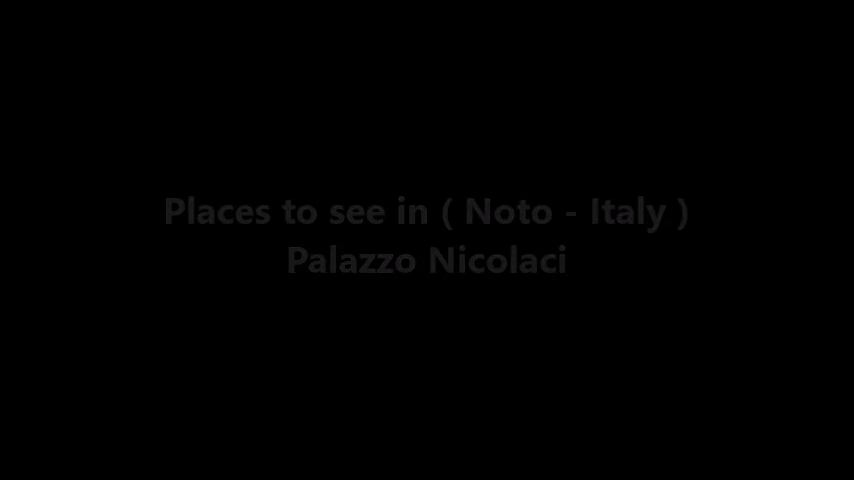 Places to see in ( Noto - Italy )
Palazzo Nicolaci